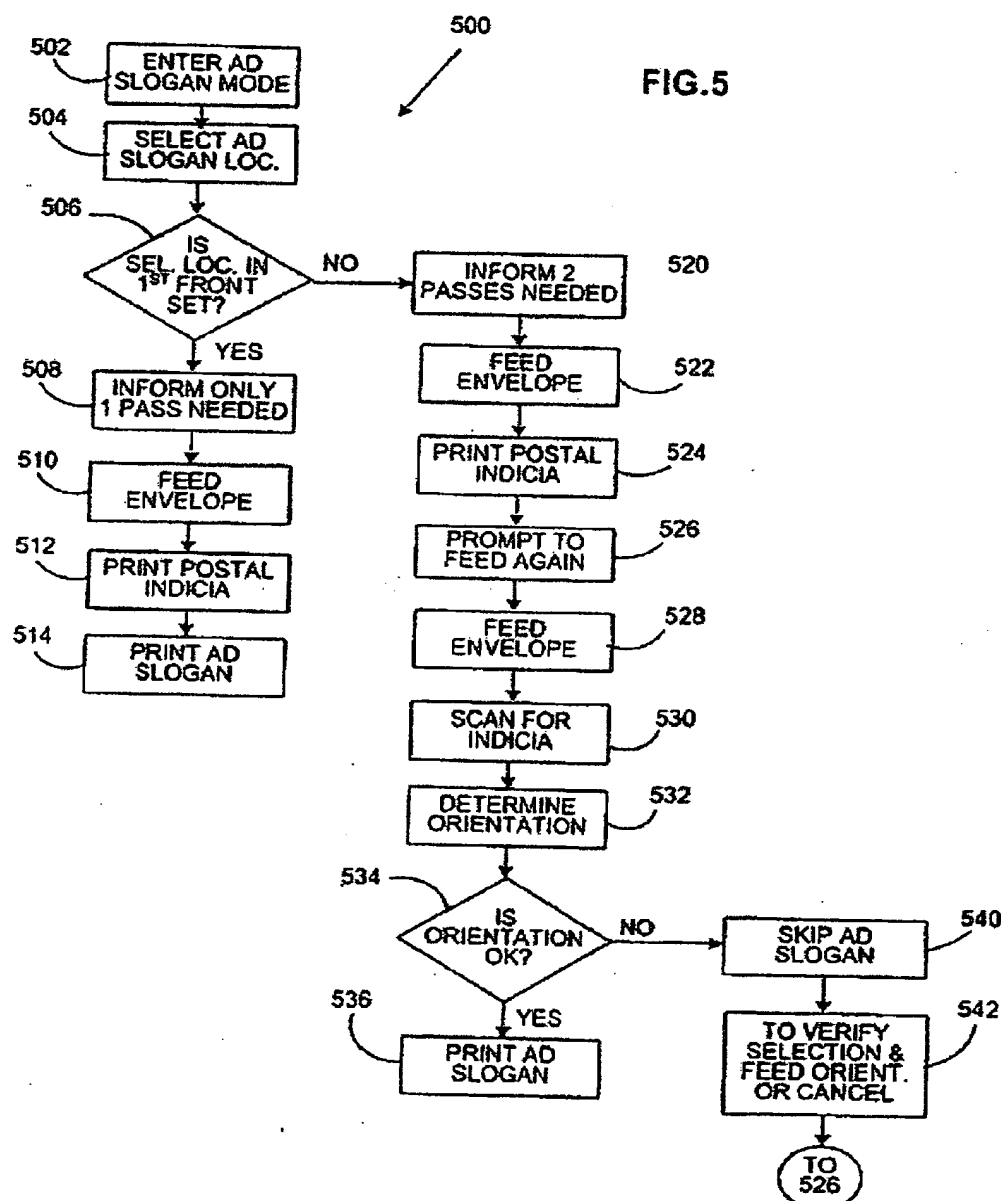 500
FIG.5
502
ENTER AD
SLOGAN MODE
504
SELECT AD
SLOGAN LOC.
506
IS
SEL. LOC. IN
1ST FRONT
SET?
NO
YES
508
INFORM ONLY
1 PASS NEEDED
510
FEED
ENVELOPE
512
PRINT POSTAL
INDICIA
514
PRINT AD
SLOGAN
INFORM 2
PASSES NEEDED
520
FEED
ENVELOPE
522
PRINT POSTAL
INDICIA
524
PROMPT TO
FEED AGAIN
526
FEED
ENVELOPE
528
SCAN FOR
INDICIA
530
DETERMINE
ORIENTATION
532
534
IS
ORIENTATION
OK?
NO
YES
536
PRINT AD
SLOGAN
SKIP AD
SLOGAN
540
TO VERIFY
SELECTION &
FEED ORIENT.
OR CANCEL
542
TO
526